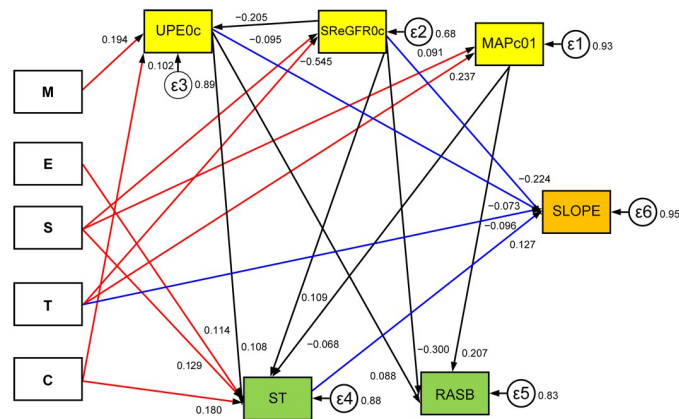 −0.205
UPE0c
SReGFR0c
ε2
0.68
MAPc01
ε1
0.93
0.194
−0.095
−0.545
0.091
0.237
0.102
ε3
0.89
M
E
S
T
C
−0.224
−0.073
−0.096
0.127
SLOPE
ε6
0.95
0.109
−0.068
0.114
0.108
0.129
0.180
0.088
−0.300
0.207
ST
ε4
0.88
RASB
ε5
0.83